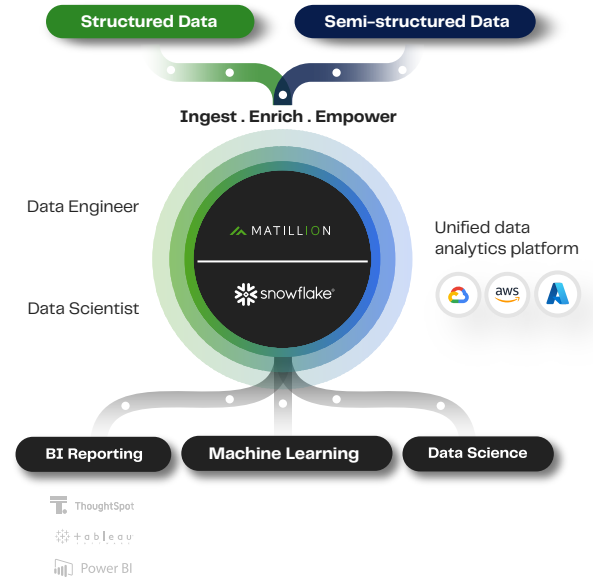 Structured Data
Semi-structured Data
Ingest . Enrich . Empower
Data Engineer
MATILLION
Unified data
analytics platform
Data Scientist
snowflake®
aws
BI Reporting
Machine Learning
Data Science
ThoughtSpot
+ableau
Power BI